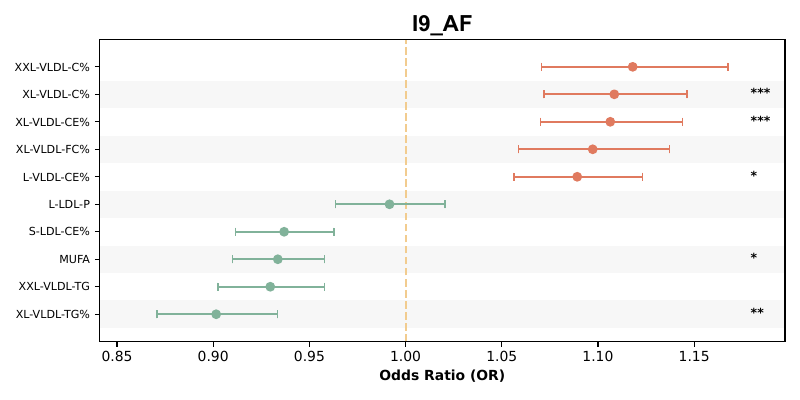 I9_AF
XXL-VLDL-C%
XL-VLDL-C% ***
XL-VLDL-CE% ***
XL-VLDL-FC%
L-VLDL-CE% *
L-LDL-P
S-LDL-CE%
MUFA *
XXL-VLDL-TG
XL-VLDL-TG% **
0.85 0.90 0.95 1.00 1.05 1.10 1.15
Odds Ratio (OR)